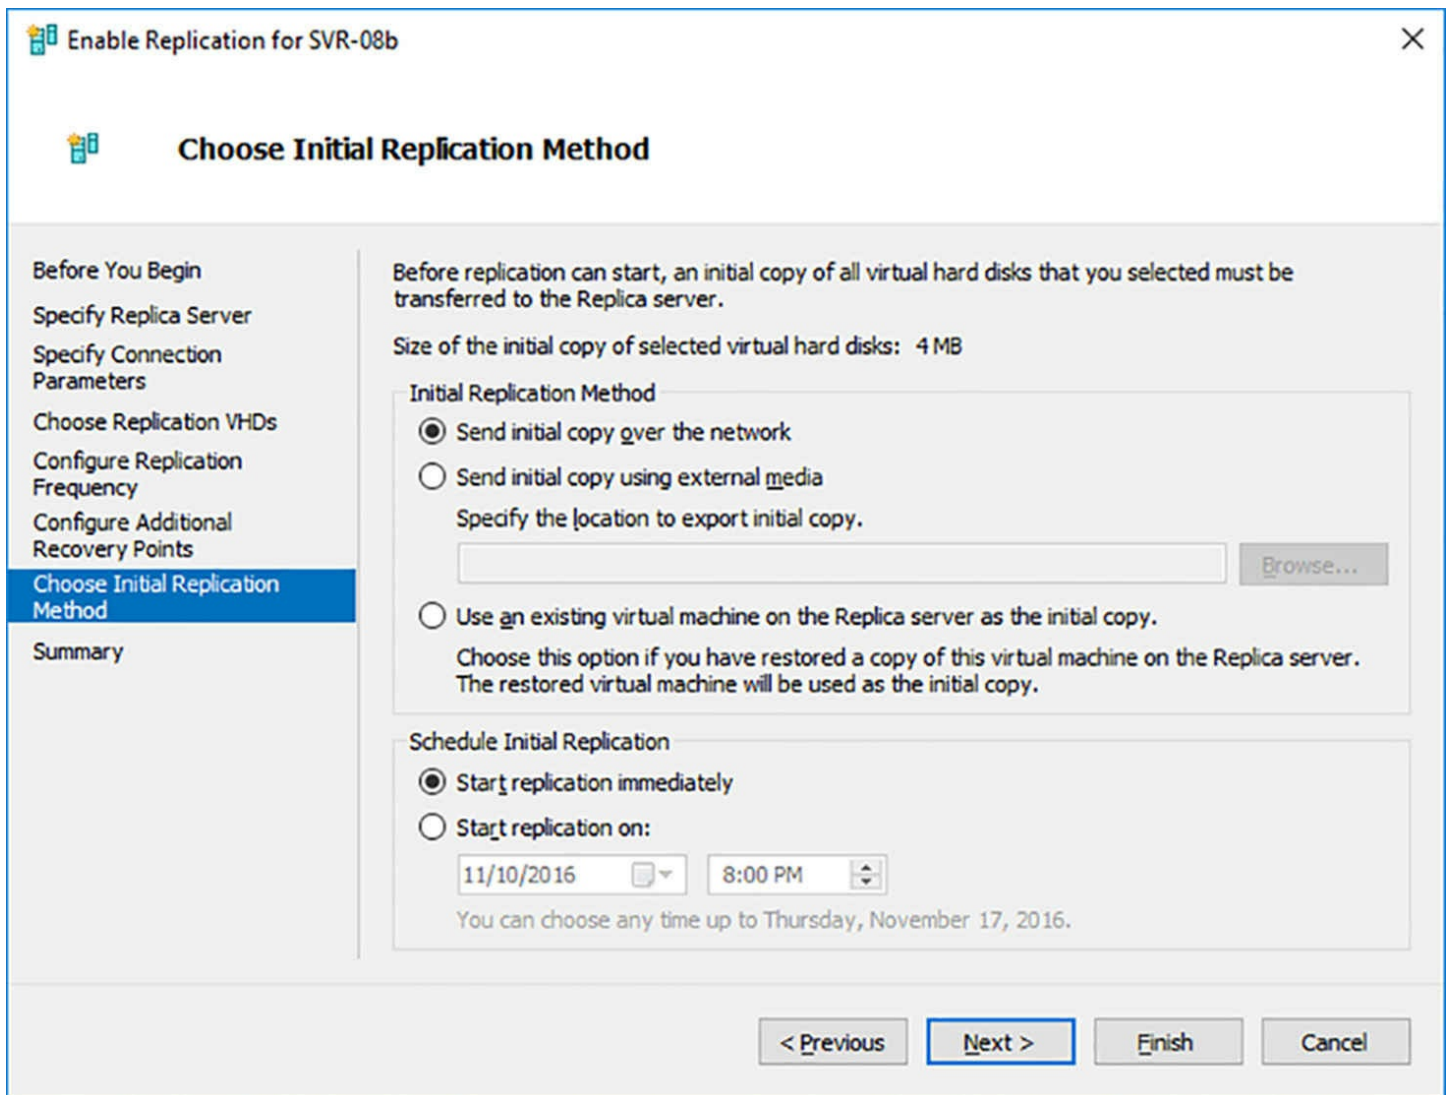 Enable Replication for SVR-08b
Choose Initial Replication Method
Before You Begin
Specify Replica Server
Specify Connection
Parameters
Choose Replication VHDs
Configure Replication
Frequency
Configure Additional
Recovery Points
Choose Initial Replication
Method
Summary
Before replication can start, an initial copy of all virtual hard disks that you selected must be
transferred to the Replica server.
Size of the initial copy of selected virtual hard disks: 4 MB
Initial Replication Method
Send initial copy over the network
Send initial copy using external media
Specify the location to export initial copy.
Browse...
Use an existing virtual machine on the Replica server as the initial copy.
Choose this option if you have restored a copy of this virtual machine on the Replica server.
The restored virtual machine will be used as the initial copy.
Schedule Initial Replication
Start replication immediately
Start replication on:
11/10/2016 8:00 PM
You can choose any time up to Thursday, November 17, 2016.
< Previous Next > Finish Cancel